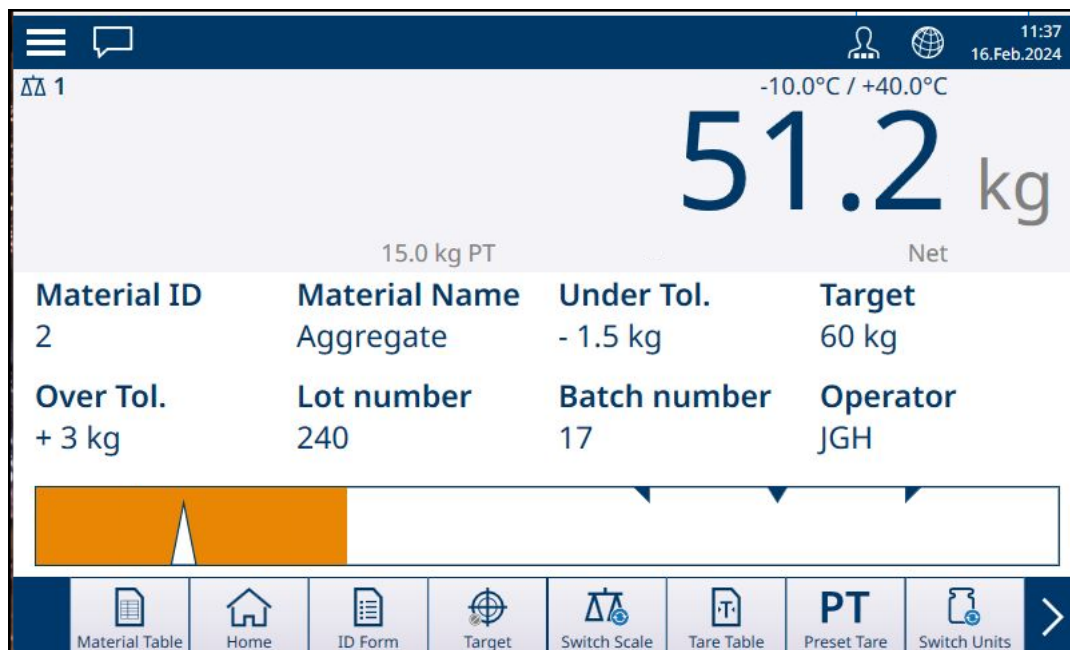 11:37
16.Feb.2024
1
-10.0°C / +40.0°C
51.2 kg
15.0 kg PT Net
Material ID Material Name Under Tol. Target
2 Aggregate - 1.5 kg 60 kg
Over Tol. Lot number Batch number Operator
+ 3 kg 240 17 JGH
T
PT
Material Table Home ID Form Target Switch Scale Tare Table Preset Tare Switch Units